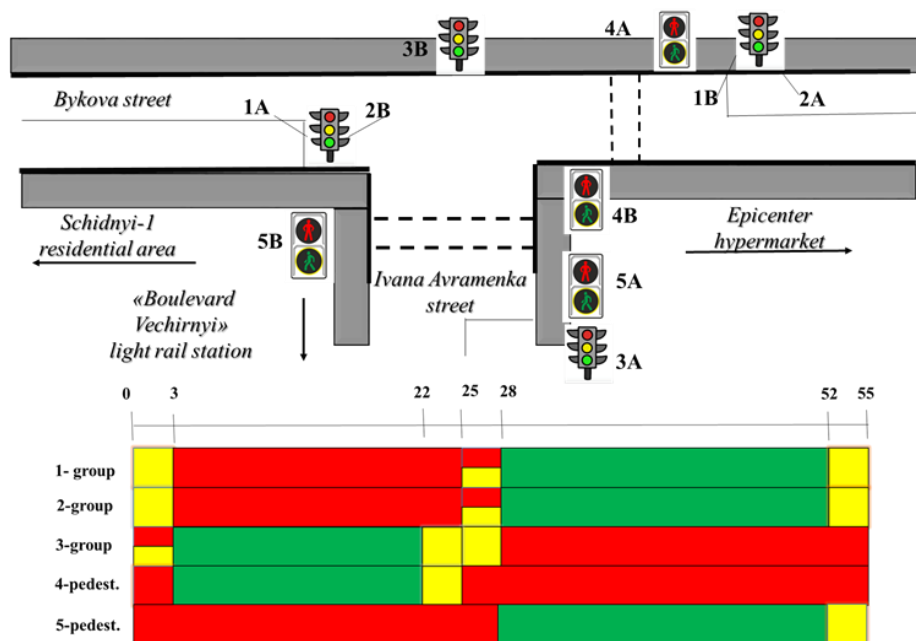 4A
3B
1B
2A
Bykova street
1A
2B
4B
Schidnyi-1
residential area
5B
Epicenter
hypermarket
5A
Ivana Avramenka
street
«Boulevard
Vechirnyi»
light rail station
3A
0 3 22 25 28 52 55
1- group
2-group
3-group
4-pedest.
5-pedest.